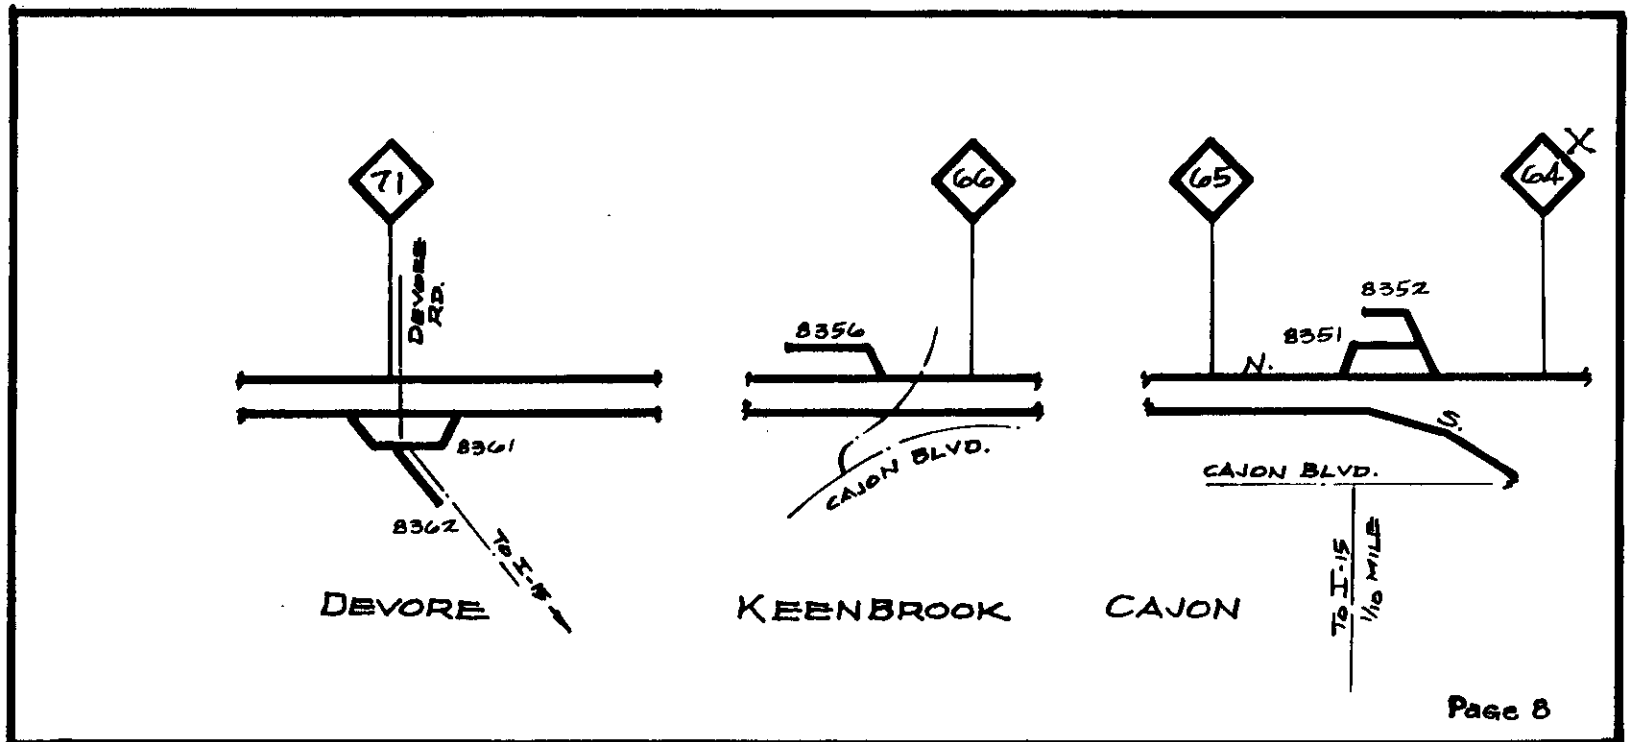 71
DEVORE
RD.
8361
8362
TO I-15
DEVORE
66
8356
CAJON BLVD.
KEENBROOK
65
64
X
8352
8351
N.
S.
CAJON BLVD.
TO I-15
1/10 MILE
CAJON
Page 8